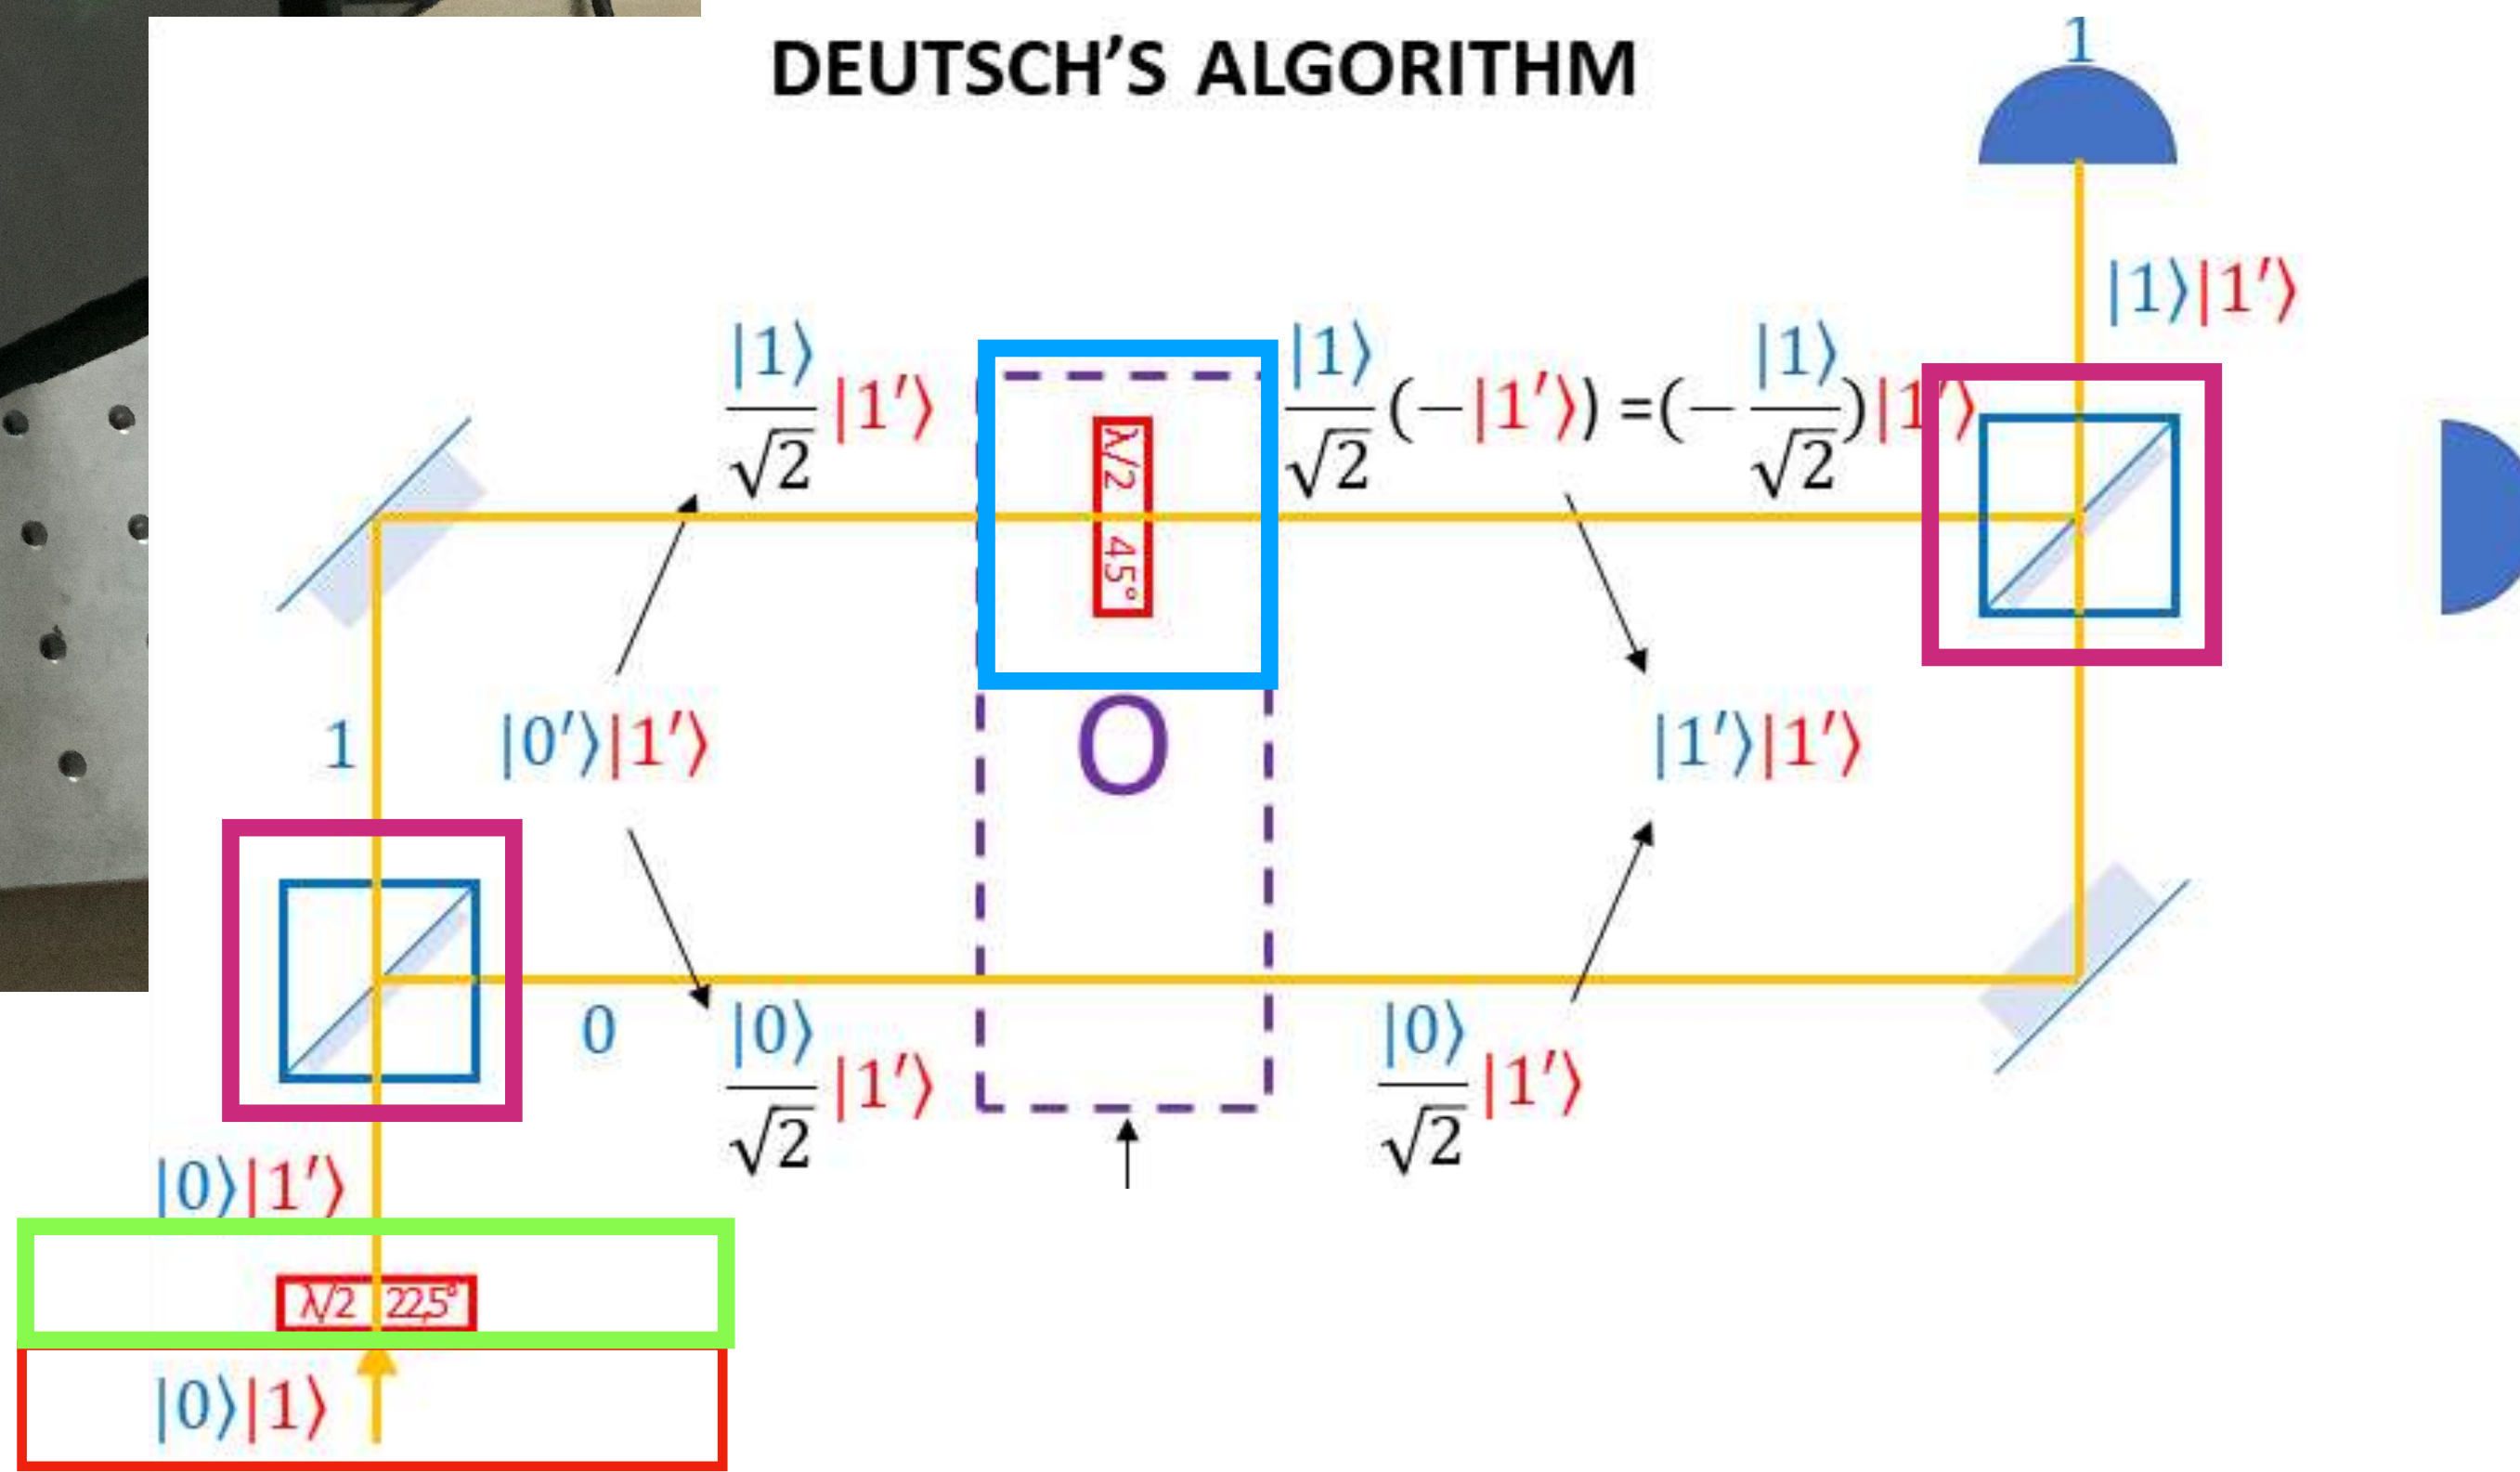 DEUTSCH'S ALGORITHM
1
|1⟩|1′⟩
|1⟩/√2 |1′⟩
|1⟩/√2 (−|1′⟩) =(− |1⟩/√2)|1′⟩
λ/2 45°
1
|0′⟩|1′⟩
O
|1′⟩|1′⟩
0
|0⟩/√2 |1′⟩
|0⟩/√2 |1′⟩
|0⟩|1′⟩
λ/2 22,5°
|0⟩|1⟩